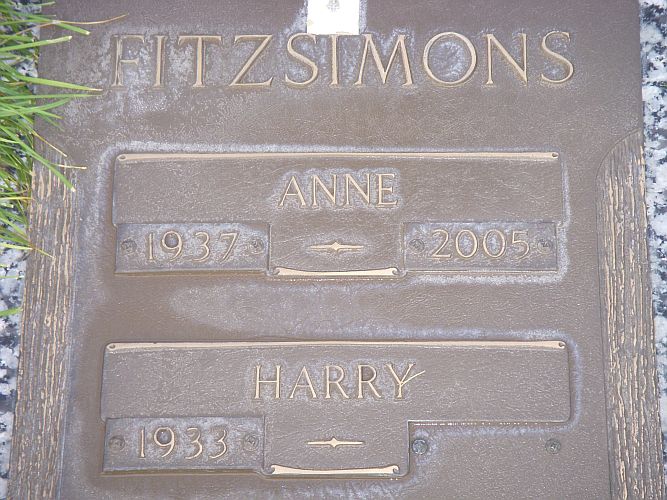 FITZSIMONS
ANNE
1937 2005
HARRY
1933